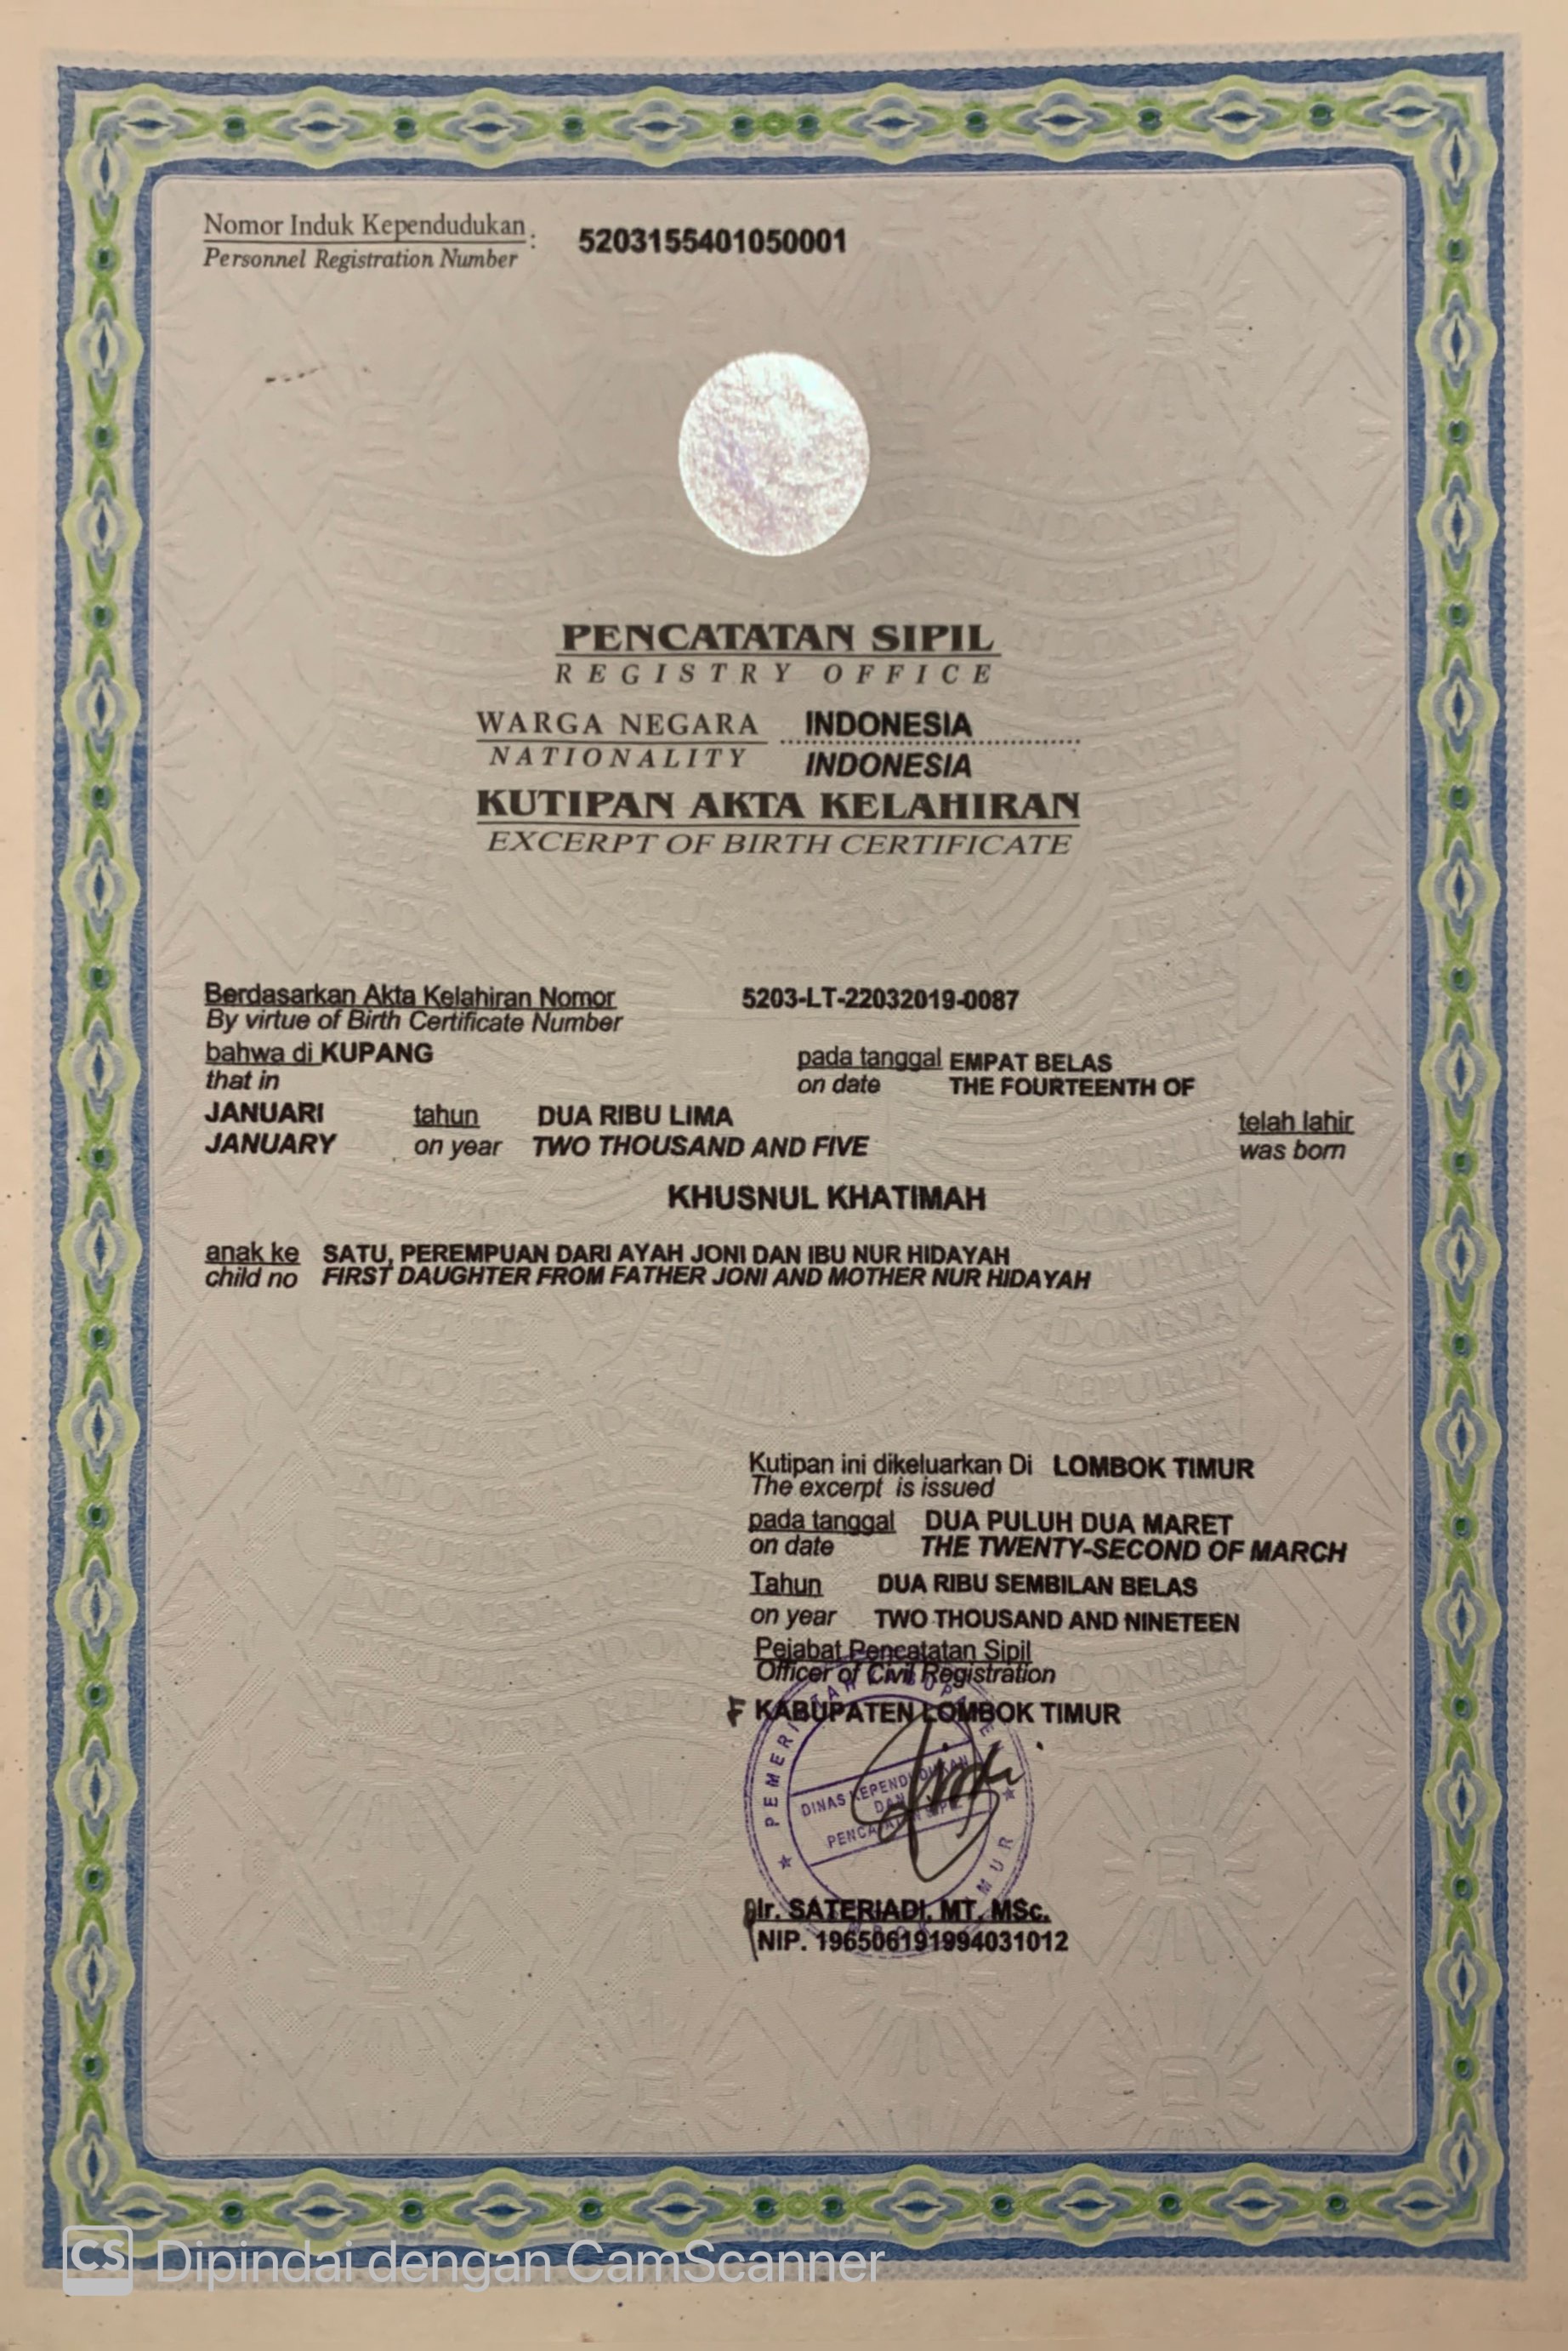 Nomor Induk Kependudukan : 5203155401050001
Personnel Registration Number
PENCATATAN SIPIL
REGISTRY OFFICE
WARGA NEGARA INDONESIA
NATIONALITY INDONESIA
KUTIPAN AKTA KELAHIRAN
EXCERPT OF BIRTH CERTIFICATE
Berdasarkan Akta Kelahiran Nomor 5203-LT-22032019-0087
By virtue of Birth Certificate Number
bahwa di KUPANG pada tanggal EMPAT BELAS
that in on date THE FOURTEENTH OF
JANUARI tahun DUA RIBU LIMA telah lahir
JANUARY on year TWO THOUSAND AND FIVE was born
KHUSNUL KHATIMAH
anak ke SATU, PEREMPUAN DARI AYAH JONI DAN IBU NUR HIDAYAH
child no FIRST DAUGHTER FROM FATHER JONI AND MOTHER NUR HIDAYAH
Kutipan ini dikeluarkan Di LOMBOK TIMUR
The excerpt is issued
pada tanggal DUA PULUH DUA MARET
on date THE TWENTY-SECOND OF MARCH
Tahun DUA RIBU SEMBILAN BELAS
on year TWO THOUSAND AND NINETEEN
Pejabat Pencatatan Sipil
Officer of Civil Registration
KABUPATEN LOMBOK TIMUR
DINAS KEPENDUDUKAN
DAN
PENCATATAN SIPIL
Ir. SATERIADI, MT, MSc.
NIP. 196506191994031012
CS Dipindai dengan CamScanner